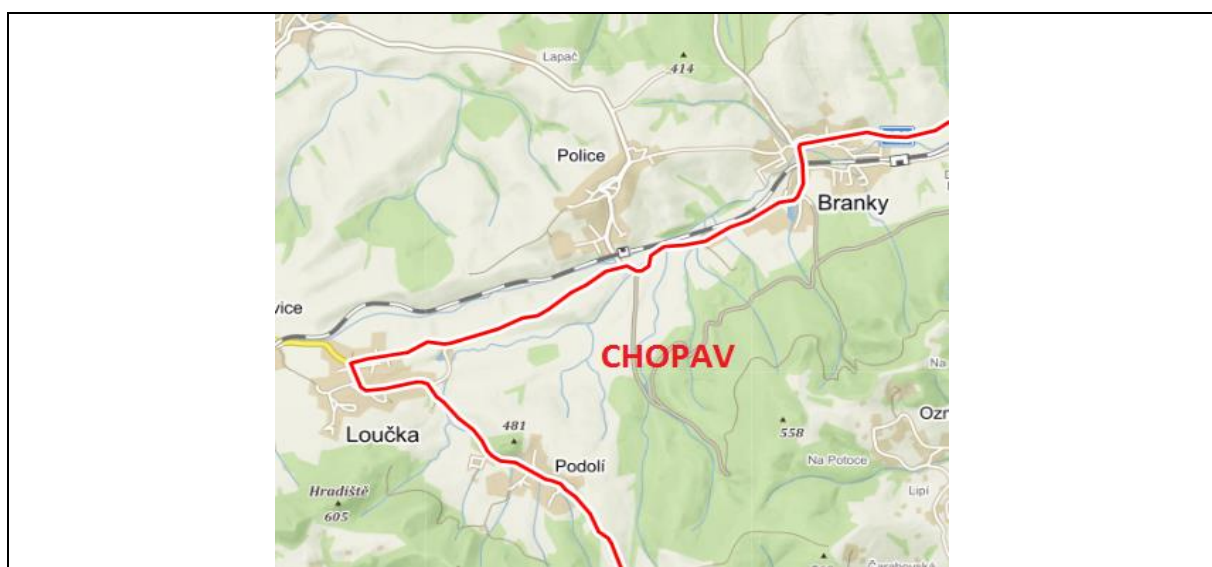 Lapač
414
Police
Branky
vice
CHOPAV
Na
Loučka
481
558
Ozn
Podolí
Na Potoce
Hradiště
605
Lipí